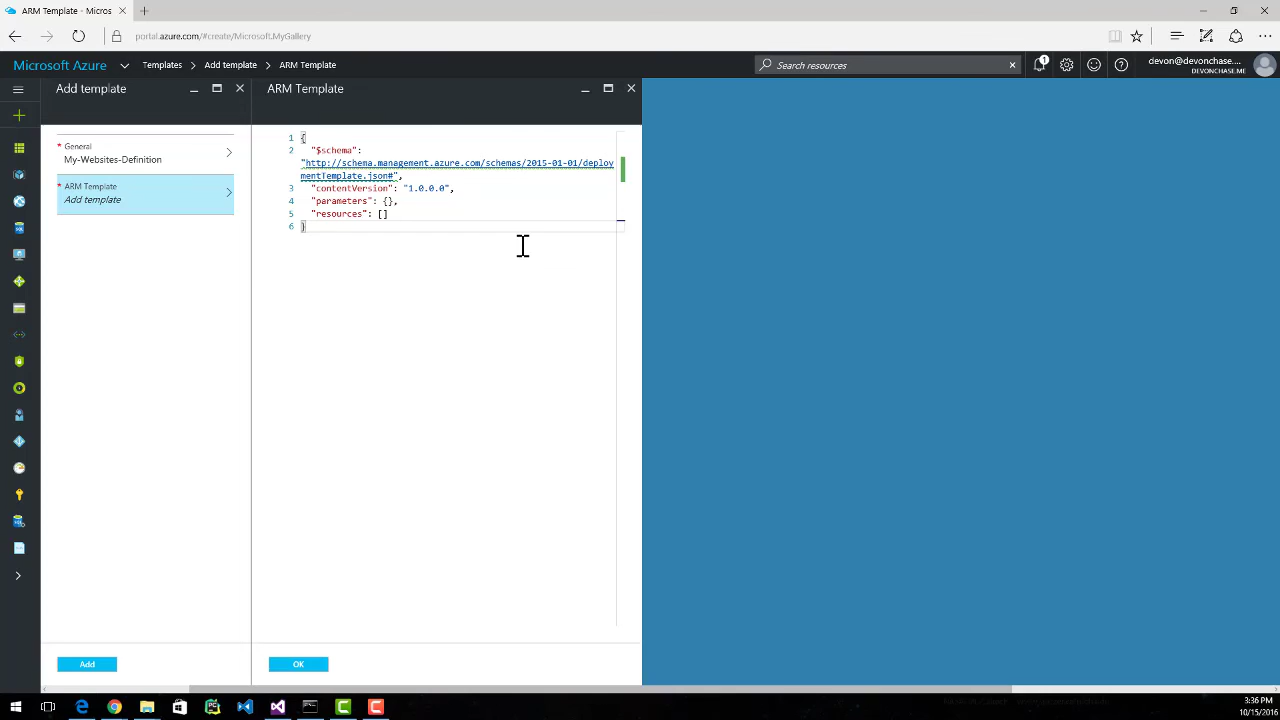 ARM Template - Micros
portal.azure.com/#create/Microsoft.MyGallery
Microsoft Azure
Templates
Add template
ARM Template
Search resources
1
devon@devonchase....
DEVONCHASE.ME
Add template
ARM Template
* General
My-Websites-Definition
* ARM Template
Add template
1 {
2 "$schema":
"http://schema.management.azure.com/schemas/2015-01-01/deploy
mentTemplate.json#",
3 "contentVersion": "1.0.0.0",
4 "parameters": {},
5 "resources": []
6 }
Add
OK
3:36 PM
10/15/2016